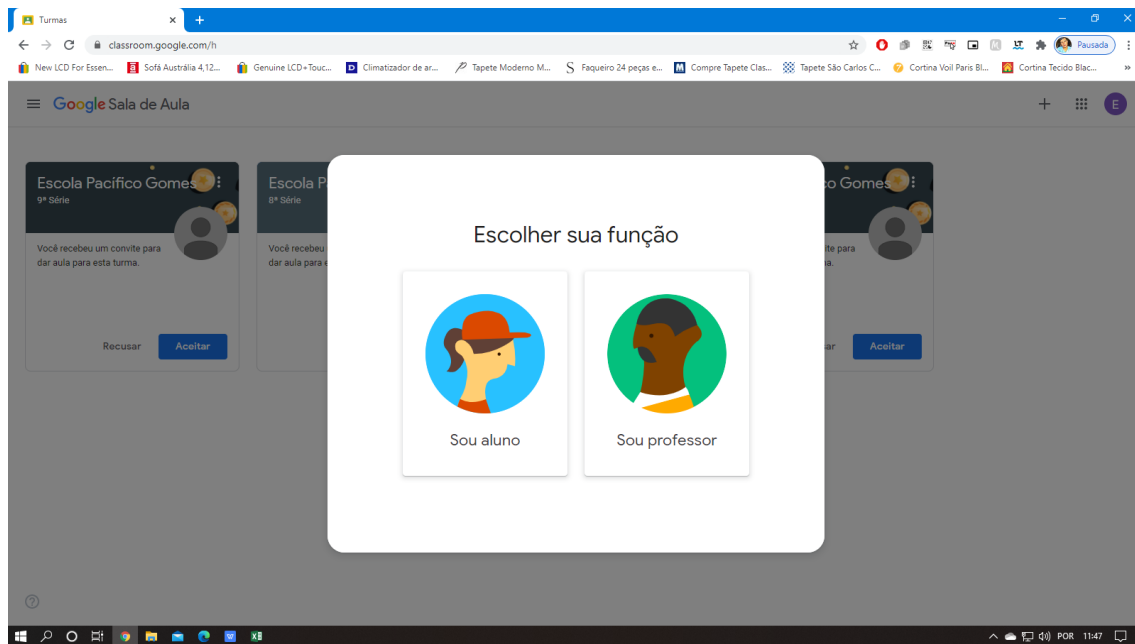 Turmas
classroom.google.com/h
Pausada
New LCD For Essen... Sofá Austrália 4,12... Genuine LCD+Touc... Climatizador de ar... Tapete Moderno M... Faqueiro 24 peças e... Compre Tapete Clas... Tapete São Carlos C... Cortina Voil Paris Bl... Cortina Tecido Blac...
Google Sala de Aula
E
Escola Pacífico Gomes
9ª Série
Você recebeu um convite para
dar aula para esta turma.
Recusar Aceitar
Escola P
8ª Série
Você recebeu
dar aula para e
Escolher sua função
Sou aluno
Sou professor
co Gomes
ite para
a.
ar Aceitar
POR 11:47